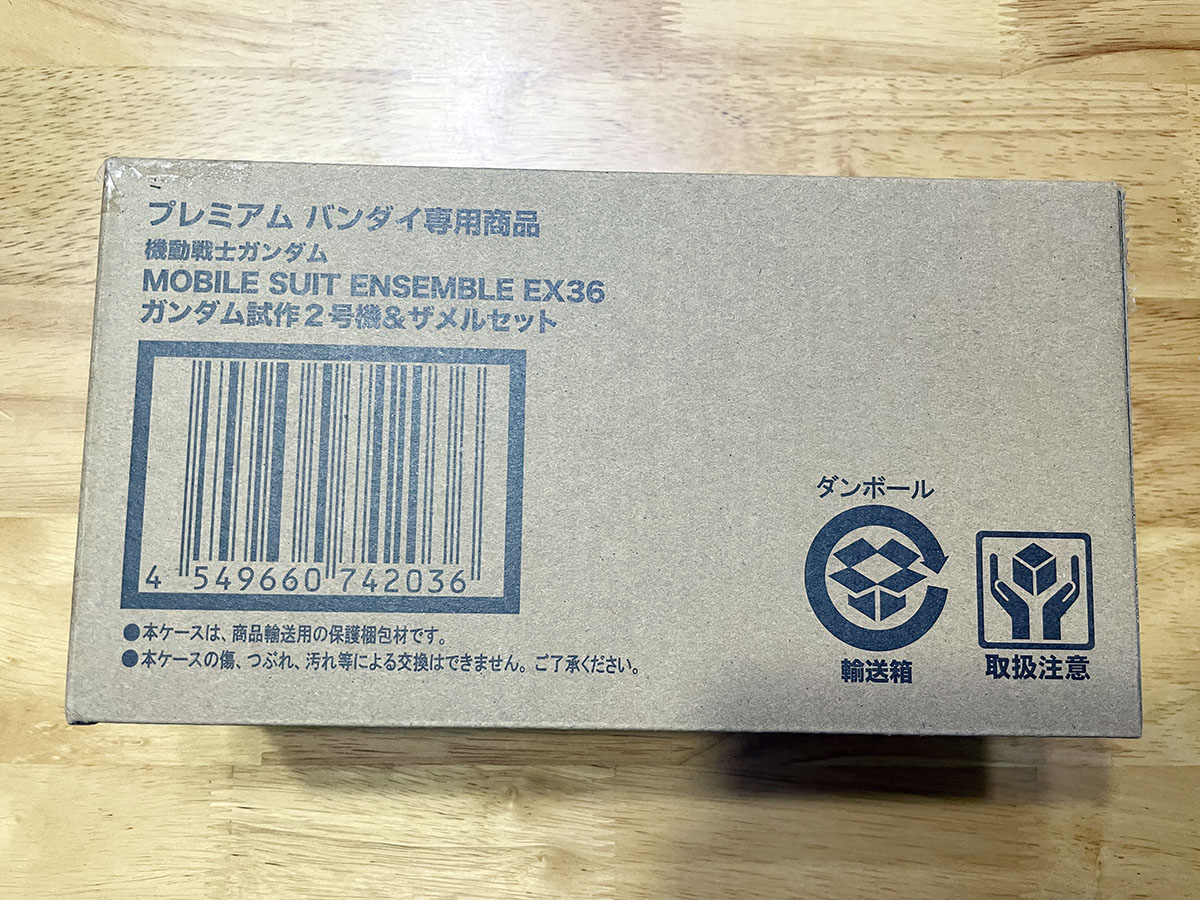 プレミアム バンダイ専用商品
機動戦士ガンダム
MOBILE SUIT ENSEMBLE EX36
ガンダム試作２号機&ザメルセット
4 549660 742036
●本ケースは、商品輸送用の保護梱包材です。
●本ケースの傷、つぶれ、汚れ等による交換はできません。ご了承ください。
ダンボール
輸送箱
取扱注意